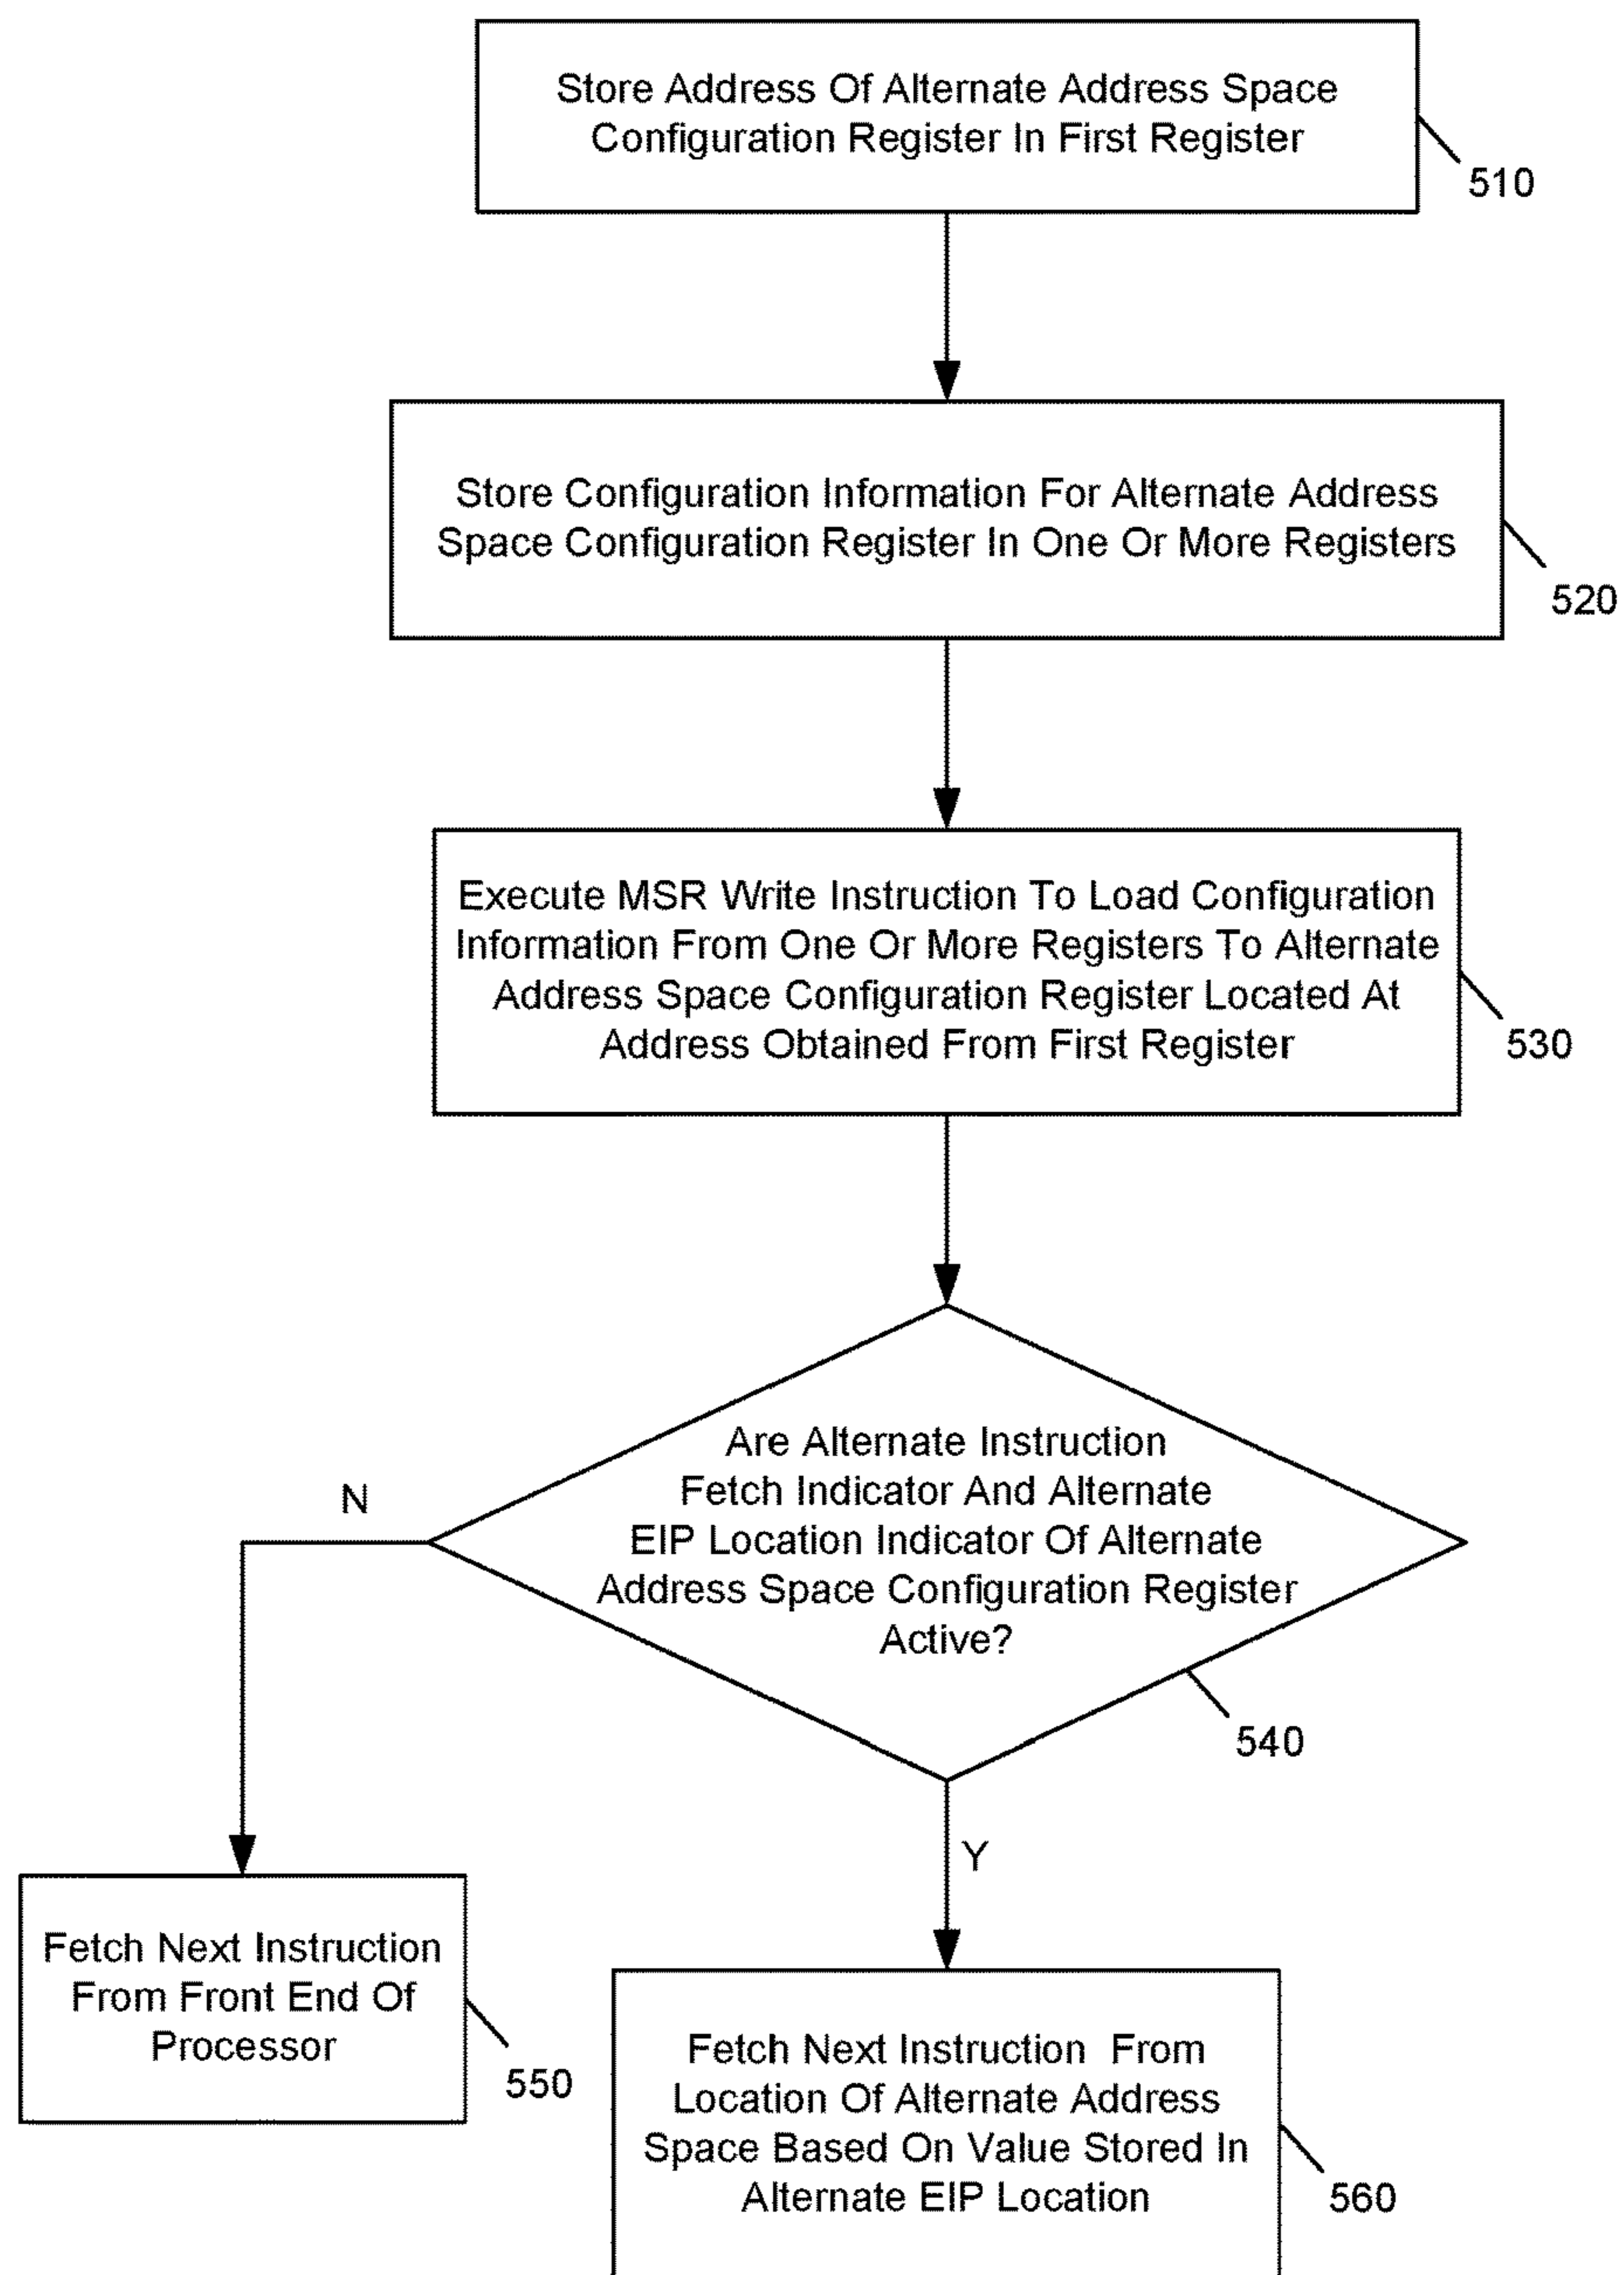 Store Address Of Alternate Address Space
Configuration Register In First Register
510
Store Configuration Information For Alternate Address
Space Configuration Register In One Or More Registers
520
Execute MSR Write Instruction To Load Configuration
Information From One Or More Registers To Alternate
Address Space Configuration Register Located At
Address Obtained From First Register
530
Are Alternate Instruction
Fetch Indicator And Alternate
EIP Location Indicator Of Alternate
Address Space Configuration Register
Active?
540
N
Y
Fetch Next Instruction
From Front End Of
Processor
550
Fetch Next Instruction From
Location Of Alternate Address
Space Based On Value Stored In
Alternate EIP Location
560